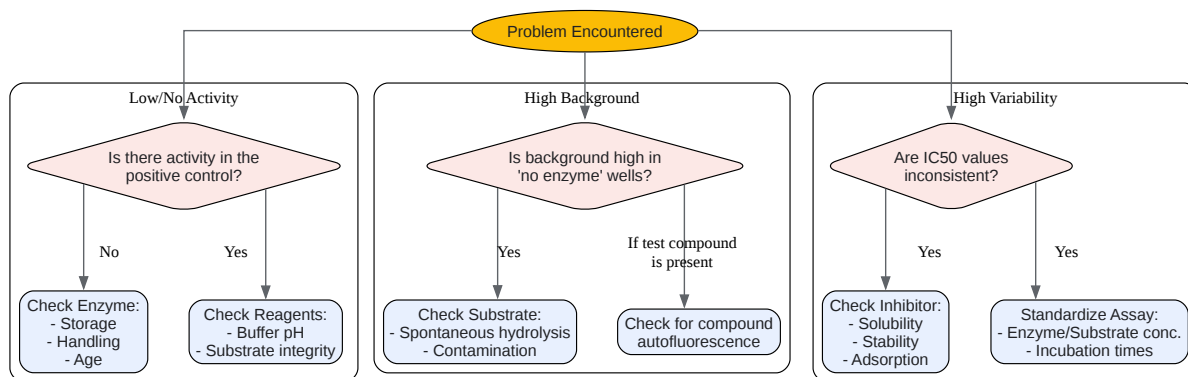 Problem Encountered
Low/No Activity
Is there activity in the
positive control?
No
Yes
Check Enzyme:
- Storage
- Handling
- Age
Check Reagents:
- Buffer pH
- Substrate integrity
High Background
Is background high in
'no enzyme' wells?
Yes
If test compound
is present
Check Substrate:
- Spontaneous hydrolysis
- Contamination
Check for compound
autofluorescence
High Variability
Are IC50 values
inconsistent?
Yes
Yes
Check Inhibitor:
- Solubility
- Stability
- Adsorption
Standardize Assay:
- Enzyme/Substrate conc.
- Incubation times